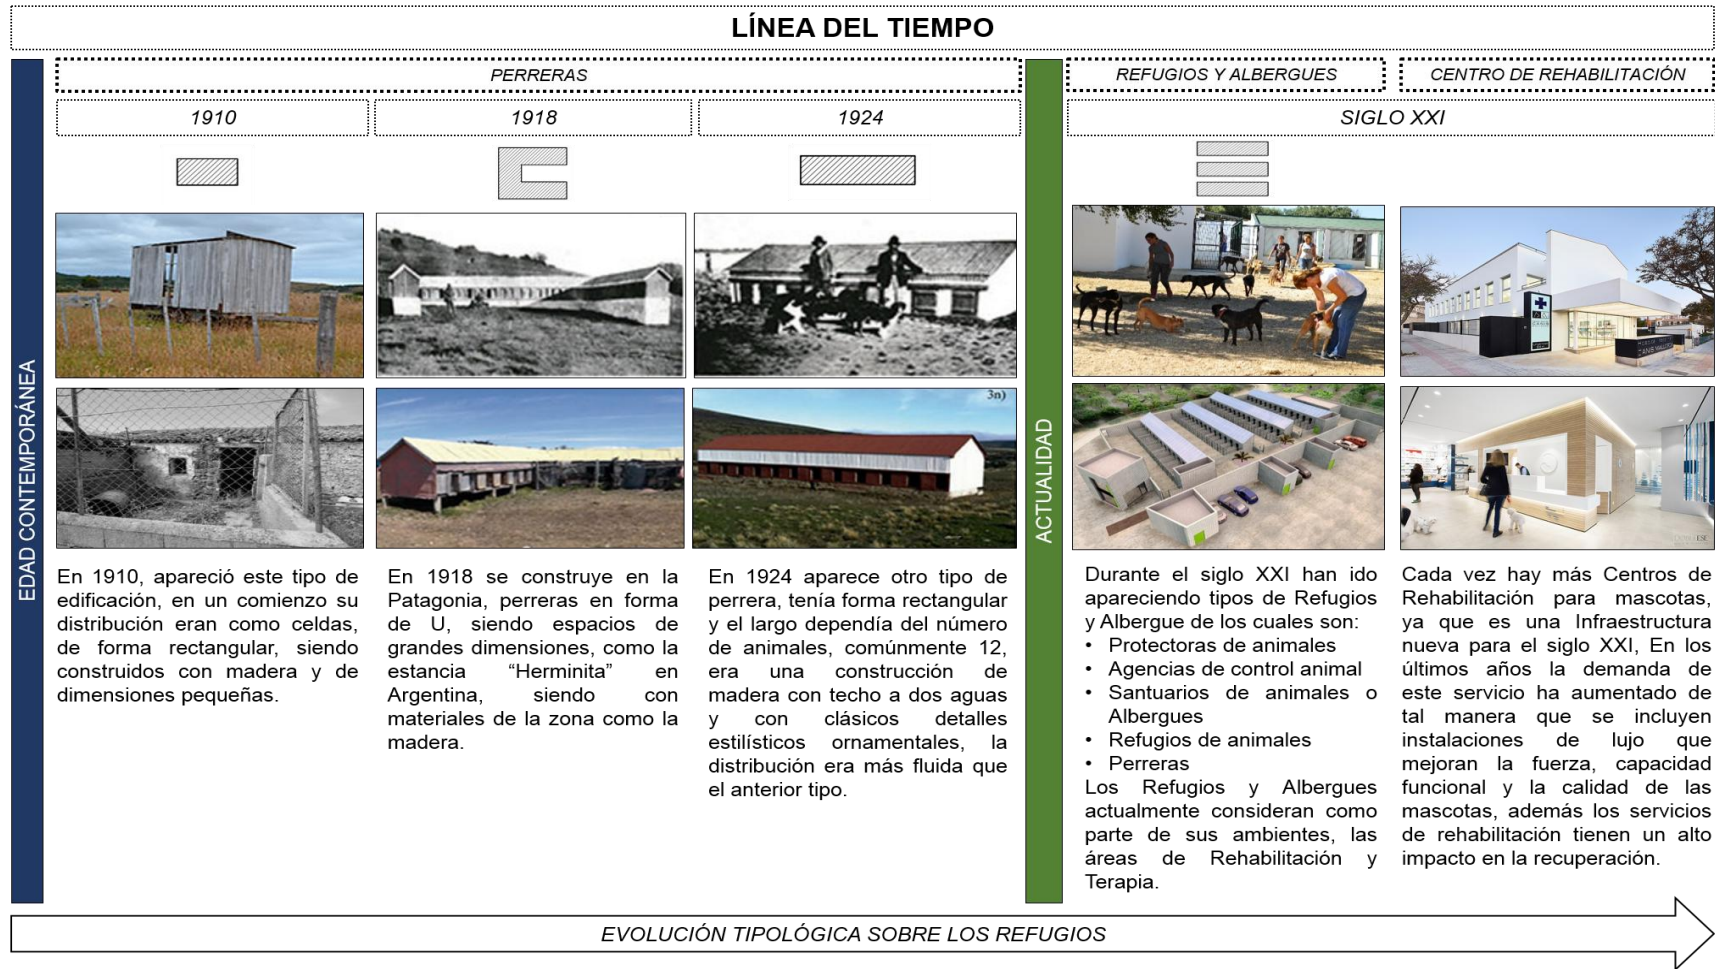 LÍNEA DEL TIEMPO
PERRERAS
REFUGIOS Y ALBERGUES
CENTRO DE REHABILITACIÓN
1910
1918
1924
SIGLO XXI
EDAD CONTEMPORÁNEA
3n)
En 1910, apareció este tipo de
edificación, en un comienzo su
distribución eran como celdas,
de forma rectangular, siendo
construidos con madera y de
dimensiones pequeñas.
En 1918 se construye en la
Patagonia, perreras en forma
de U, siendo espacios de
grandes dimensiones, como la
estancia “Herminita” en
Argentina, siendo con
materiales de la zona como la
madera.
En 1924 aparece otro tipo de
perrera, tenía forma rectangular
y el largo dependía del número
de animales, comúnmente 12,
era una construcción de
madera con techo a dos aguas
y con clásicos detalles
estilísticos ornamentales, la
distribución era más fluida que
el anterior tipo.
ACTUALIDAD
Durante el siglo XXI han ido
apareciendo tipos de Refugios
y Albergue de los cuales son:
• Protectoras de animales
• Agencias de control animal
• Santuarios de animales o
Albergues
• Refugios de animales
• Perreras
Los Refugios y Albergues
actualmente consideran como
parte de sus ambientes, las
áreas de Rehabilitación y
Terapia.
Cada vez hay más Centros de
Rehabilitación para mascotas,
ya que es una Infraestructura
nueva para el siglo XXI, En los
últimos años la demanda de
este servicio ha aumentado de
tal manera que se incluyen
instalaciones de lujo que
mejoran la fuerza, capacidad
funcional y la calidad de las
mascotas, además los servicios
de rehabilitación tienen un alto
impacto en la recuperación.
EVOLUCIÓN TIPOLÓGICA SOBRE LOS REFUGIOS